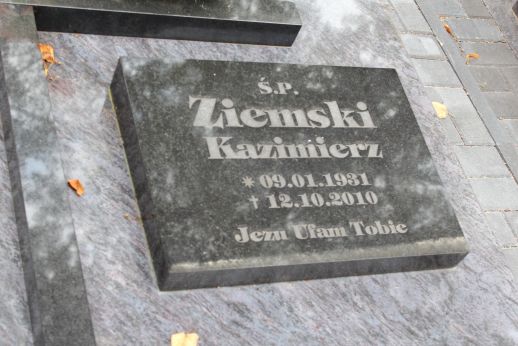 Ś.P.
Ziemski
Kazimierz
* 09.01.1931
† 12.10.2010
Jezu Ufam Tobie